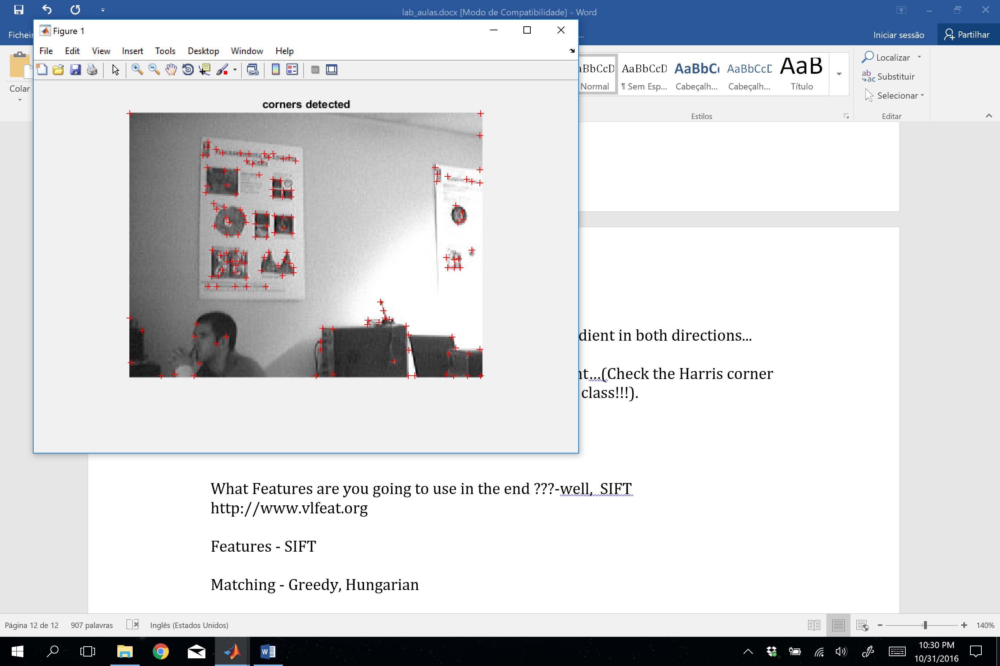 lab_aulas.docx [Modo de Compatibilidade] - Word
Figure 1
Iniciar sessão
Partilhar
File Edit View Insert Tools Desktop Window Help
Colar
AaBbCcD AaBbC AaBbCcD AaB
Normal
¶ Sem Esp...
Cabeçalh...
Cabeçalh...
Título
Estilos
Localizar
Substituir
Selecionar
Editar
corners detected
dient in both directions...
...(Check the Harris corner
class!!!).
What Features are you going to use in the end ???-well, SIFT
http://www.vlfeat.org
Features - SIFT
Matching - Greedy, Hungarian
Página 12 de 12 907 palavras Inglês (Estados Unidos)
140%
10:30 PM
10/31/2016